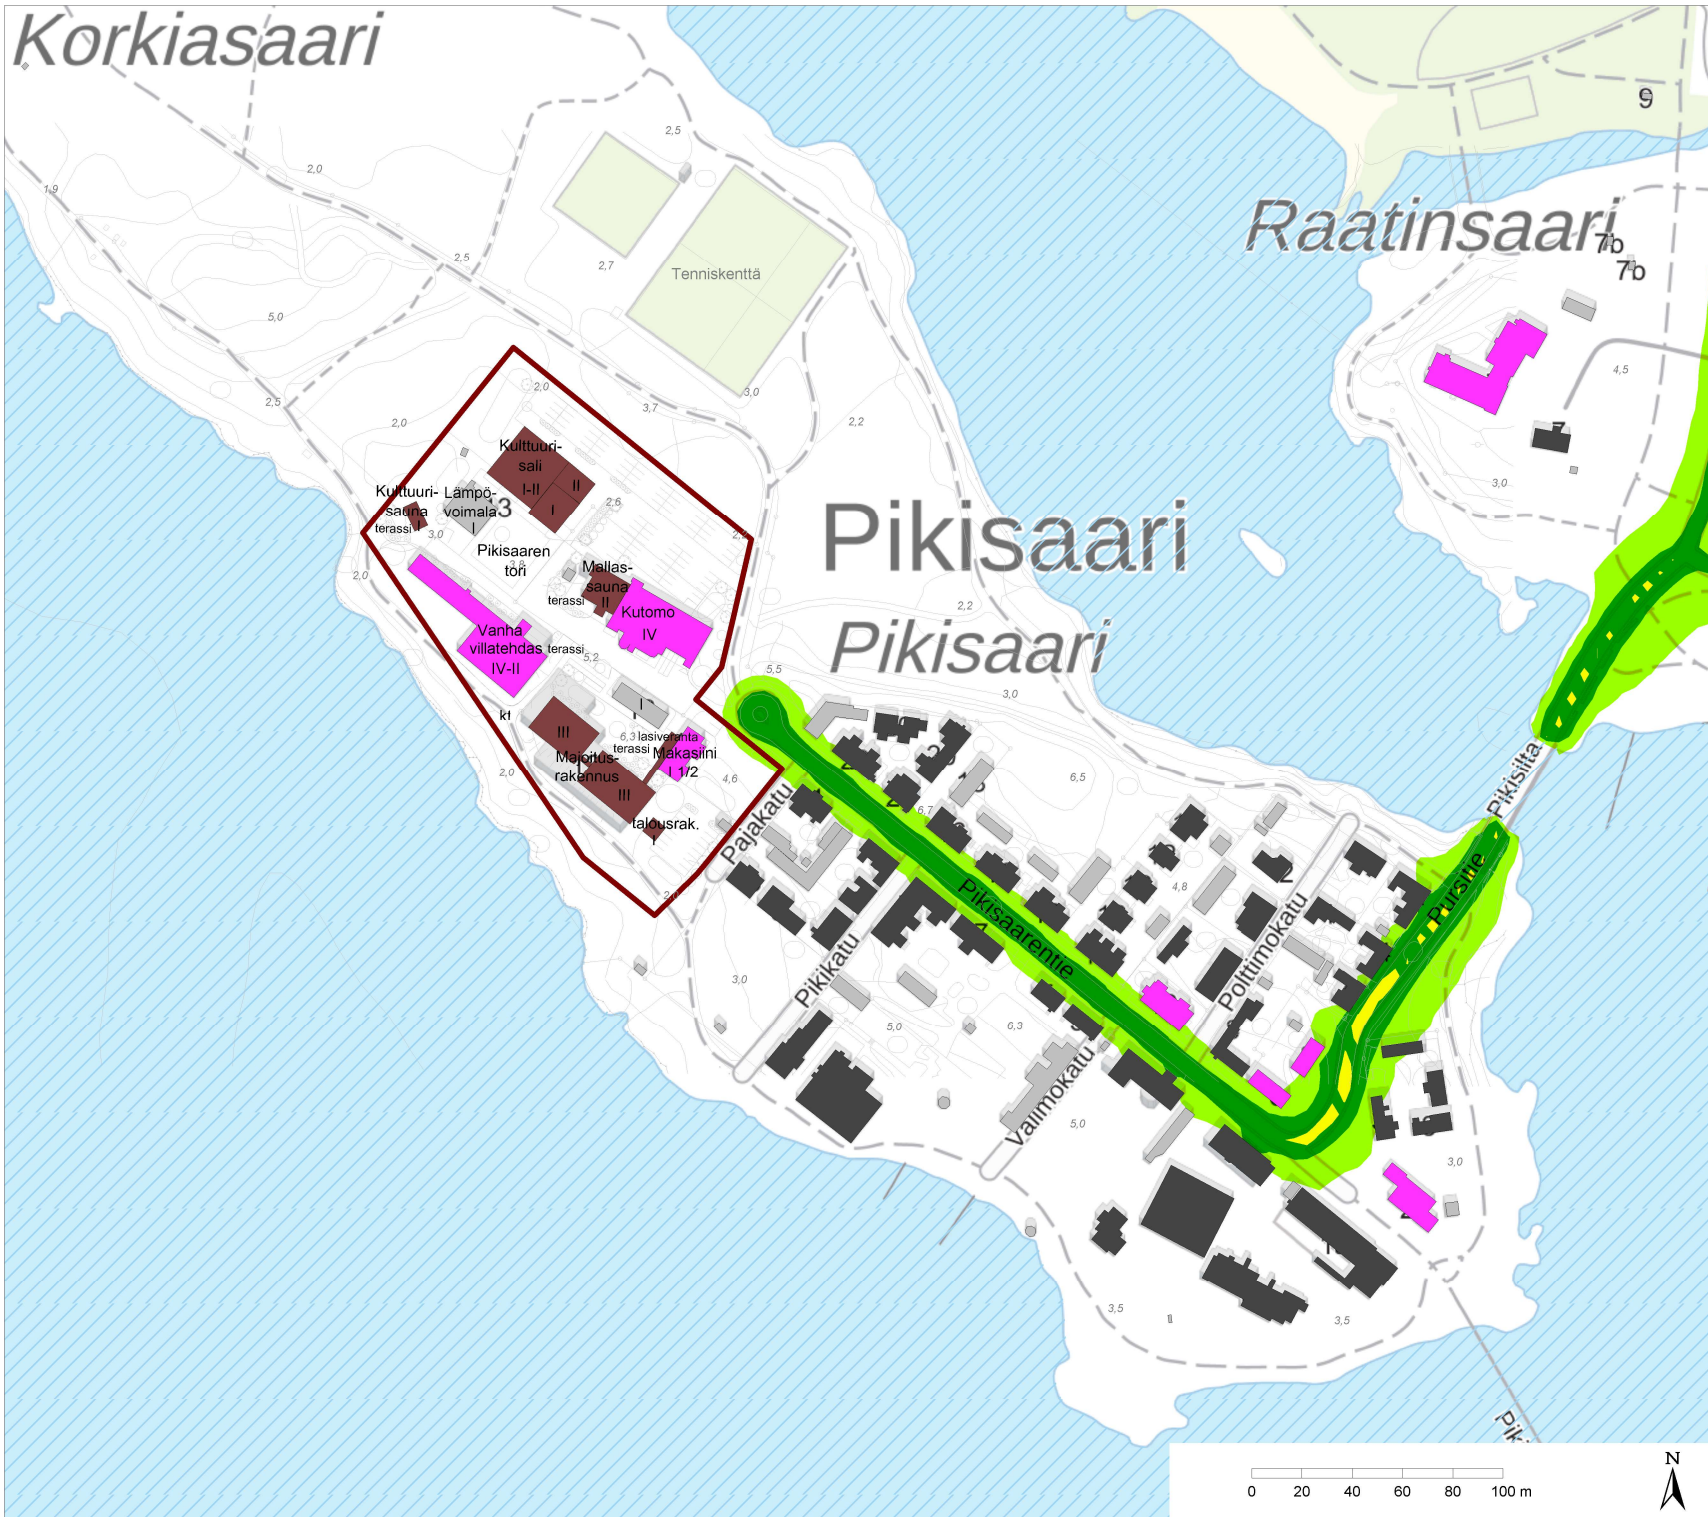 Korkiasaari
9
2,5
2,0
1,9
Raatinsaari
7b
7b
2,5
2,7
Tenniskenttä
5,0
4,5
2,0
3,0
3,7
2,5
2,0
2,2
Kulttuuri-
sali
I-II
II
I
3,0
Kulttuuri-
sauna
terassi
I
Lämpö-
voimala
I
13
2,6
3,0
Pikisaari
Pikisaaren
tori
3,8
2,0
Mallas-
sauna
II
terassi
Kutomo
IV
2,2
Pikisaari
Vanha
villatehdas
IV-II
terassi
5,2
5,5
3,0
kt
III
6,3
lasiveranta
terassi
Makasiini
I 1/2
Majoitus-
rakennus
III
2,0
4,6
6,5
Pikisilta
talousrak.
I
Pajakatu
6,7
4,8
2
Pursitie
Pikisaarentie
Polttimokatu
Pikikatu
3,0
5,0
6,3
Valimokatu
5,0
3,0
3,5
3,5
0 20 40 60 80 100 m
N